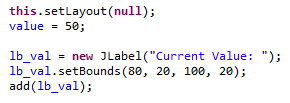 this.setLayout(null);
value = 50;
lb_val = new JLabel("Current Value: ");
lb_val.setBounds(80, 20, 100, 20);
add(lb_val);